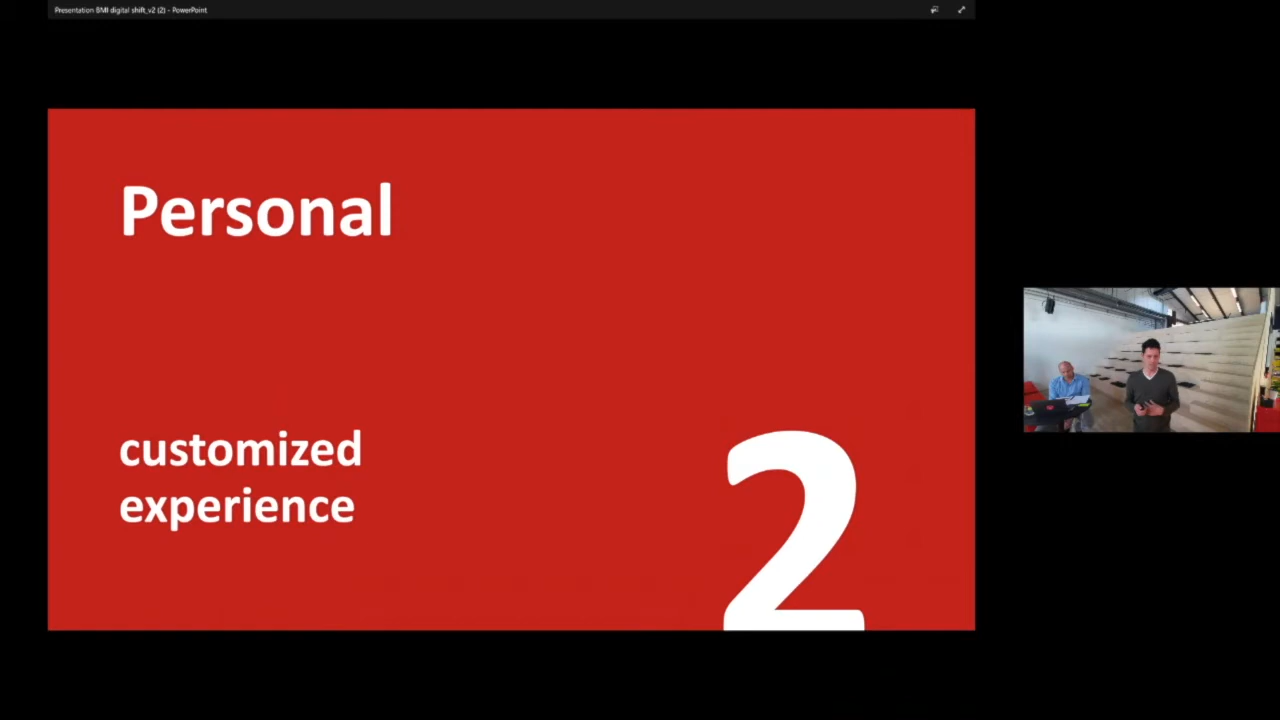 Presentation BMI digital shift_v2 (2) - PowerPoint
Personal
customized
experience
2